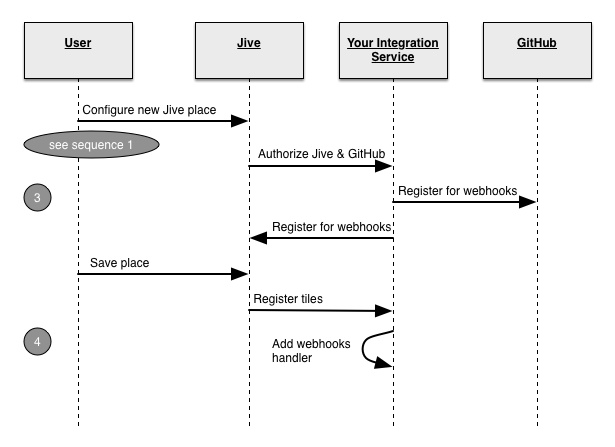 User
Jive
Your Integration
Service
GitHub
Configure new Jive place
see sequence 1
Authorize Jive & GitHub
3
Register for webhooks
Register for webhooks
Save place
Register tiles
4
Add webhooks
handler